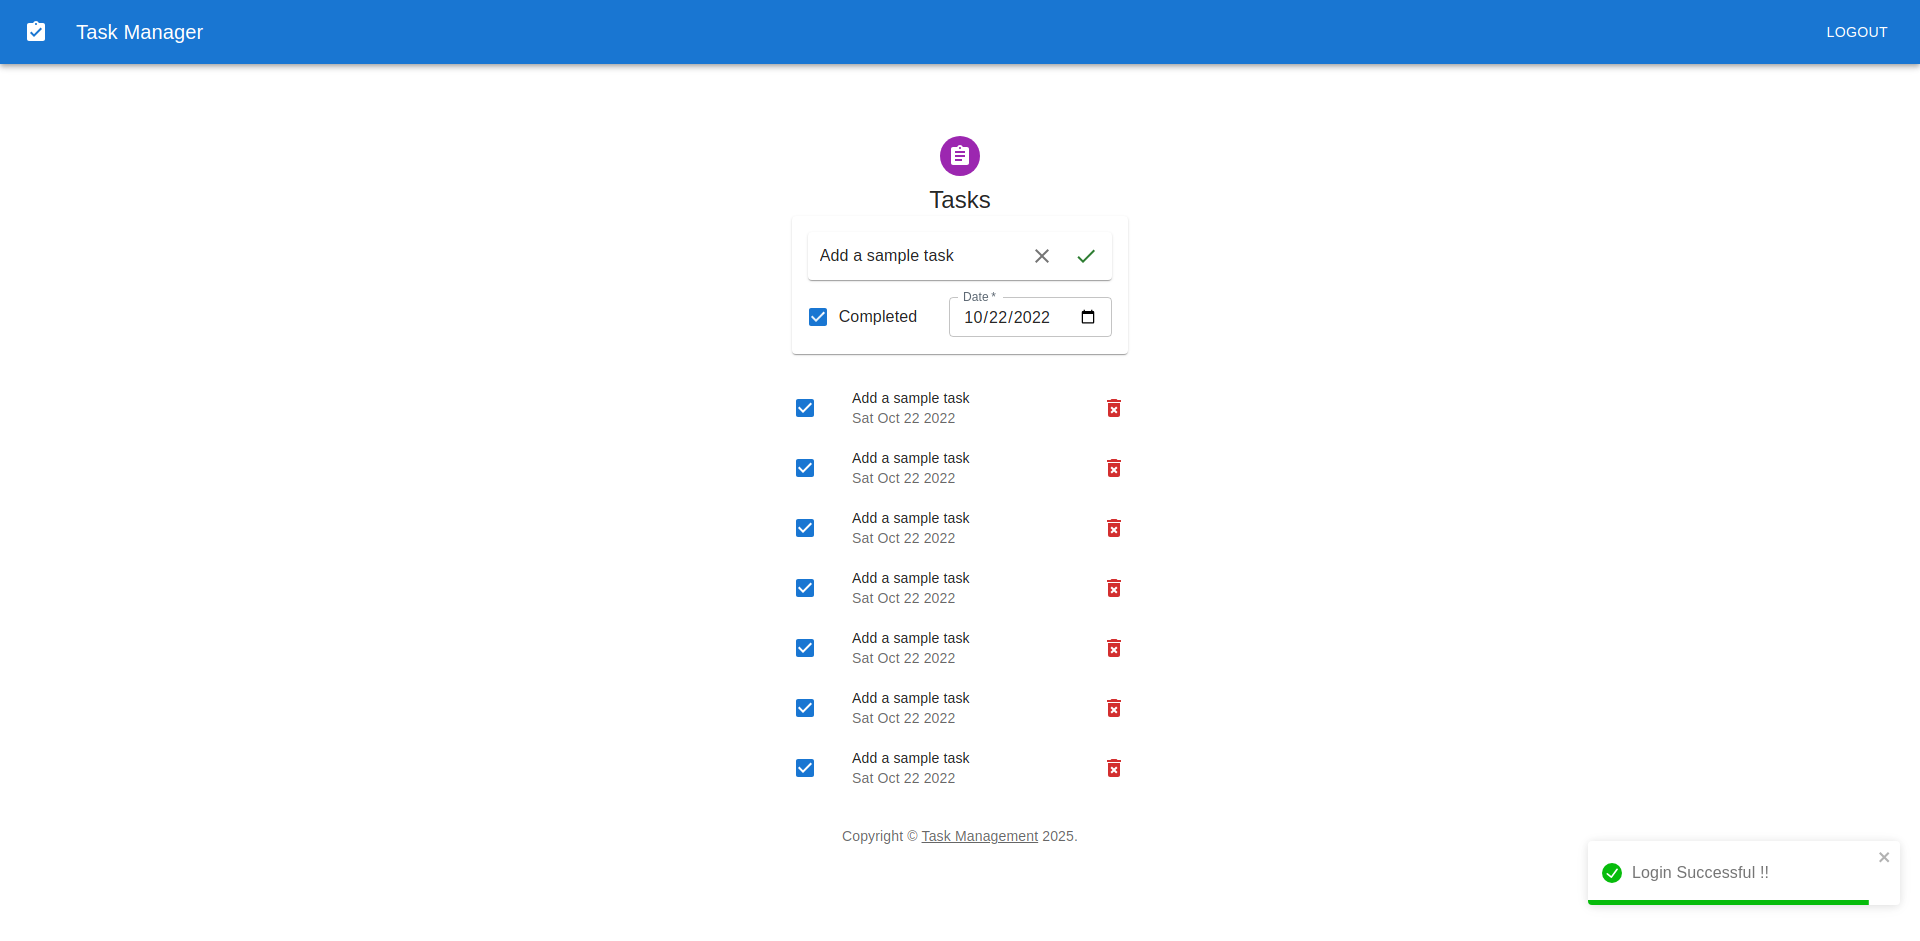 Task Manager
LOGOUT
Tasks
Add a sample task
Completed
Date *
10/22/2022
Add a sample task
Sat Oct 22 2022
Add a sample task
Sat Oct 22 2022
Add a sample task
Sat Oct 22 2022
Add a sample task
Sat Oct 22 2022
Add a sample task
Sat Oct 22 2022
Add a sample task
Sat Oct 22 2022
Add a sample task
Sat Oct 22 2022
Copyright © Task Management 2025.
Login Successful !!